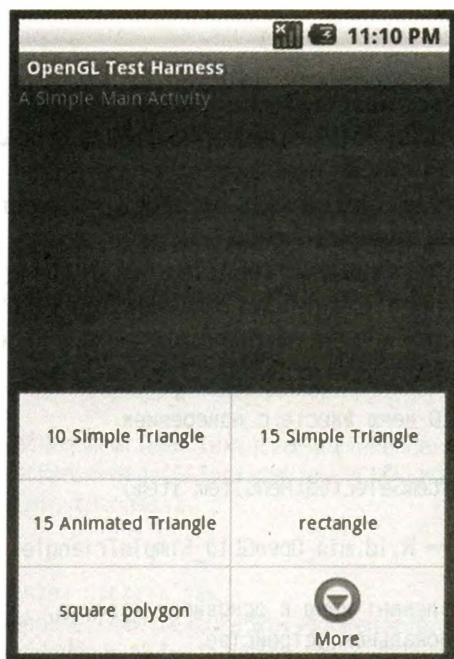 11:10 PM
OpenGL Test Harness
A Simple Main Activity
10 Simple Triangle
15 Simple Triangle
15 Animated Triangle
rectangle
square polygon
More